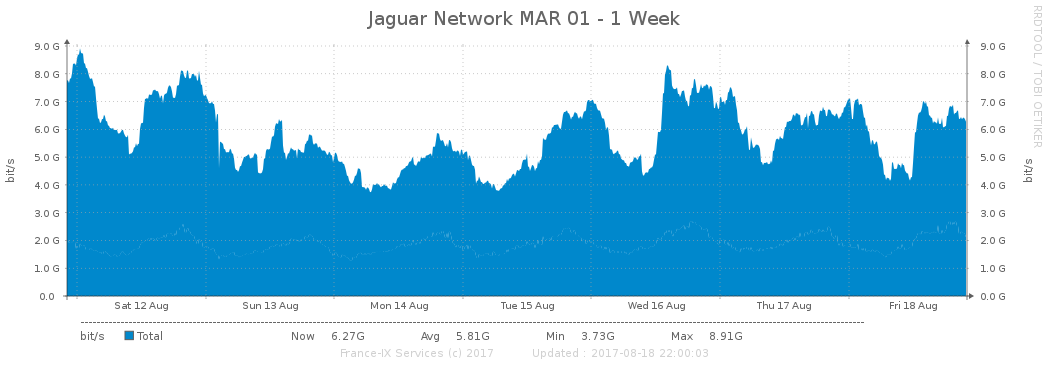 Jaguar Network MAR 01 - 1 Week
RRDTOOL / TOBI OETIKER
bit/s
9.0 G 9.0 G
8.0 G 8.0 G
7.0 G 7.0 G
6.0 G 6.0 G
5.0 G 5.0 G
4.0 G 4.0 G
3.0 G 3.0 G
2.0 G 2.0 G
1.0 G 1.0 G
0.0 0.0 G
bit/s
Sat 12 Aug Sun 13 Aug Mon 14 Aug Tue 15 Aug Wed 16 Aug Thu 17 Aug Fri 18 Aug
bit/s Total Now 6.27G Avg 5.81G Min 3.73G Max 8.91G
France-IX Services (c) 2017 Updated : 2017-08-18 22:00:03